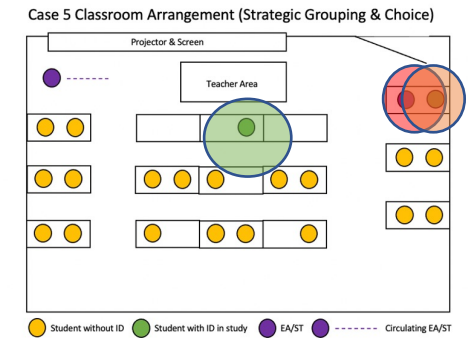 Case 5 Classroom Arrangement (Strategic Grouping & Choice)
Projector & Screen
Teacher Area
Student without ID
Student with ID in study
EA/ST
Circulating EA/ST